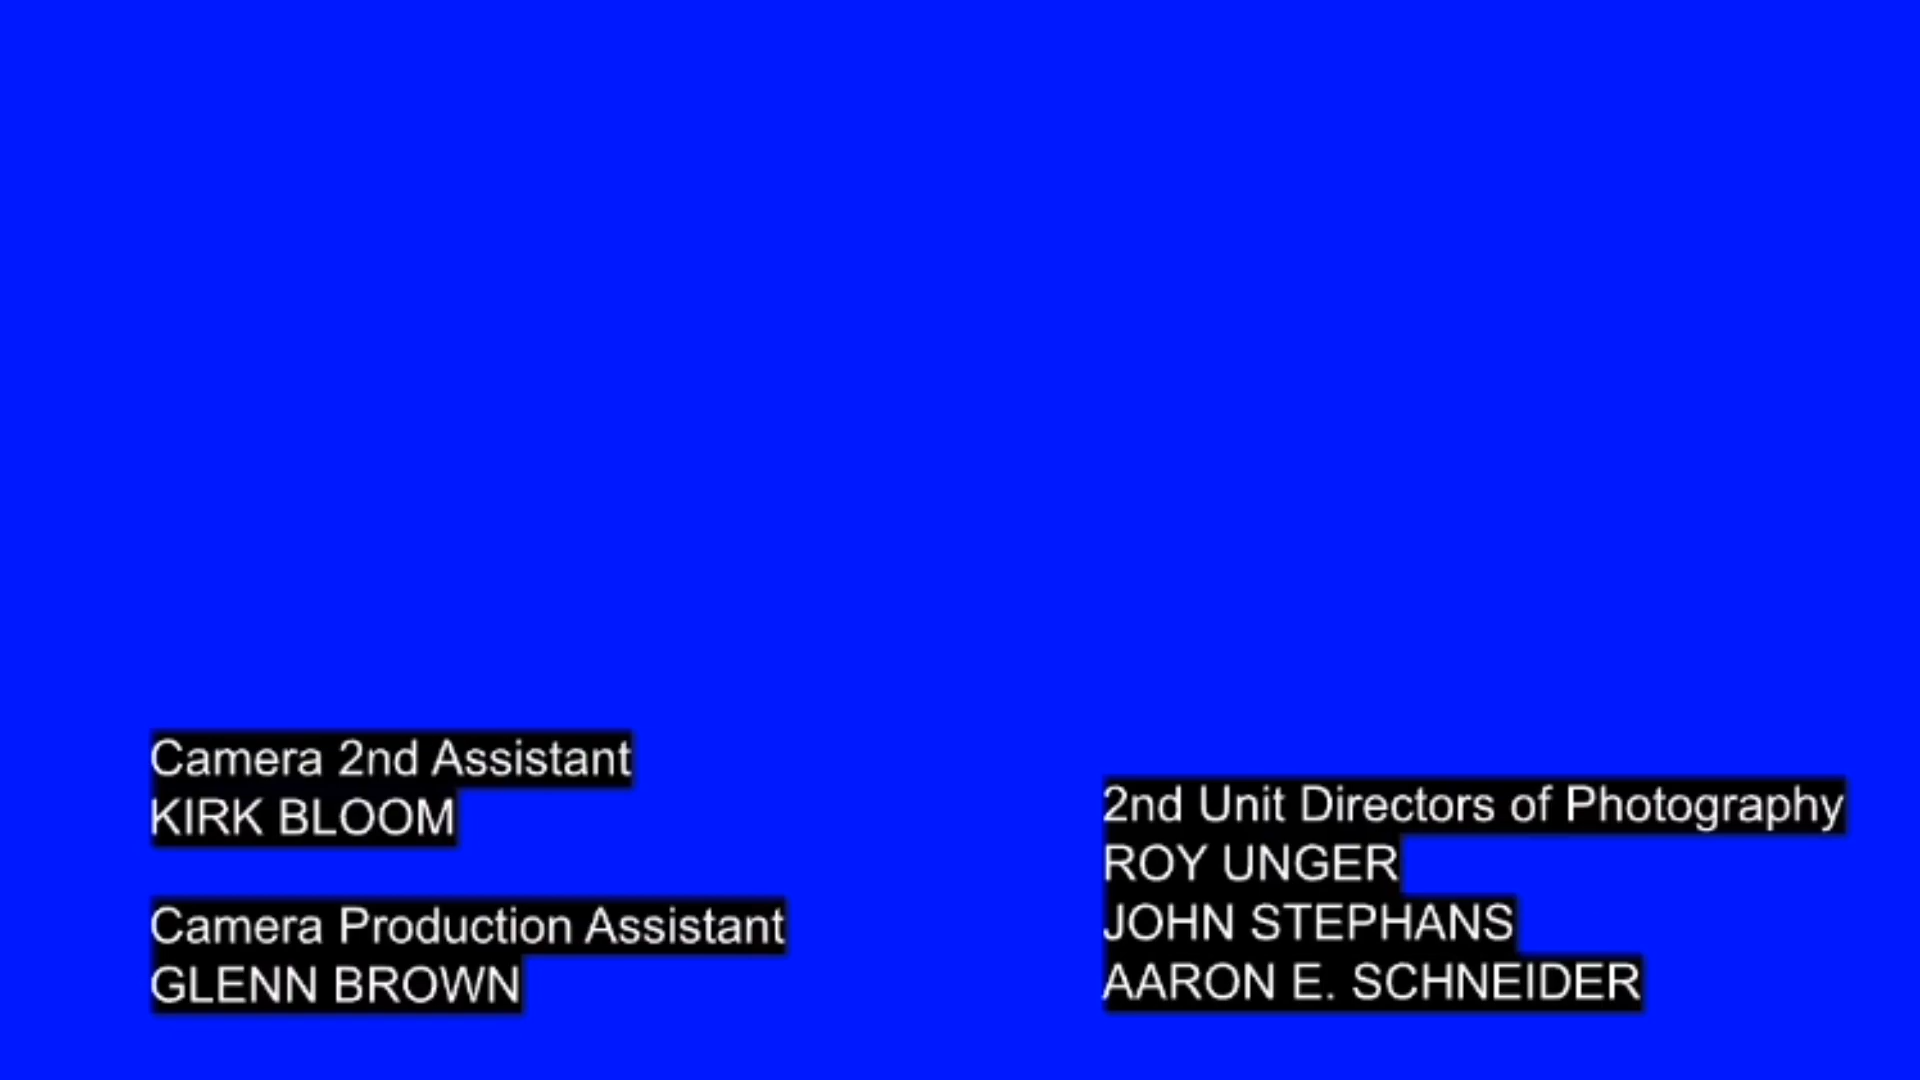 Camera 2nd Assistant
KIRK BLOOM
Camera Production Assistant
GLENN BROWN
2nd Unit Directors of Photography
ROY UNGER
JOHN STEPHANS
AARON E. SCHNEIDER